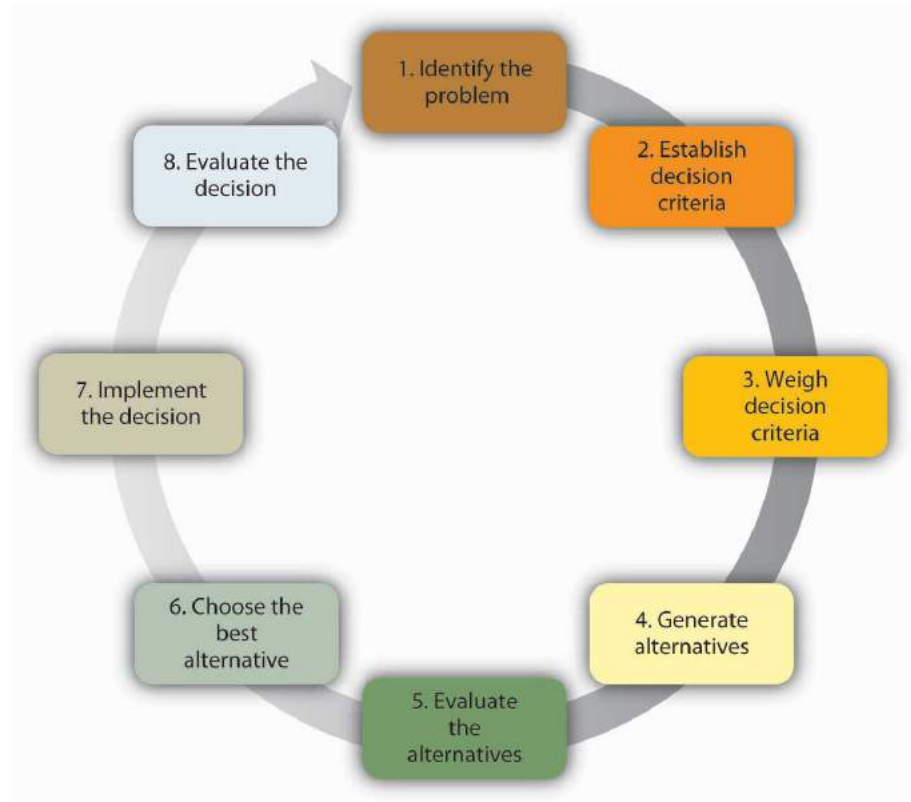 1. Identify the
problem
2. Establish
decision
criteria
3. Weigh
decision
criteria
4. Generate
alternatives
5. Evaluate
the
alternatives
6. Choose the
best
alternative
7. Implement
the decision
8. Evaluate the
decision